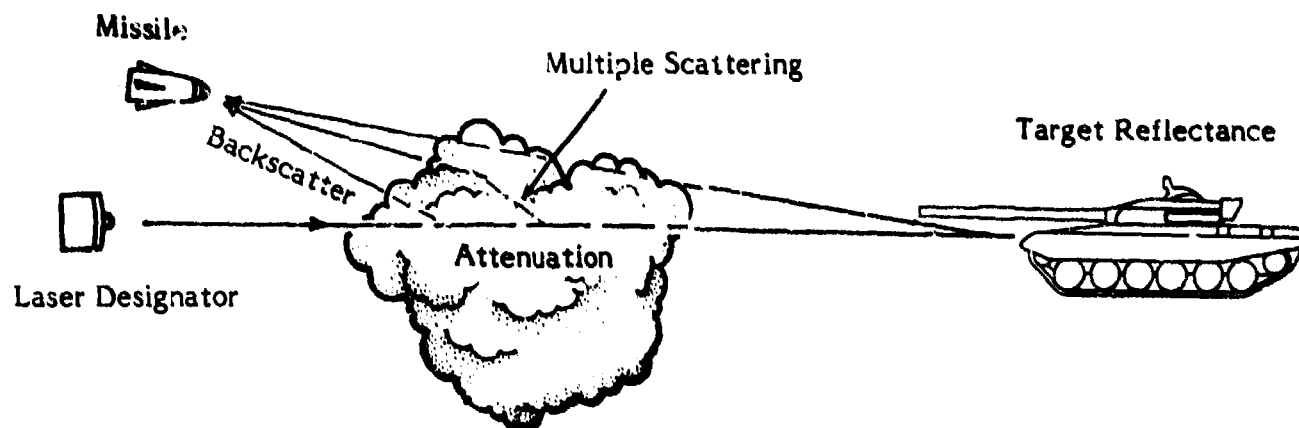 Missile
Multiple Scattering
Target Reflectance
Backscatter
Attenuation
Laser Designator